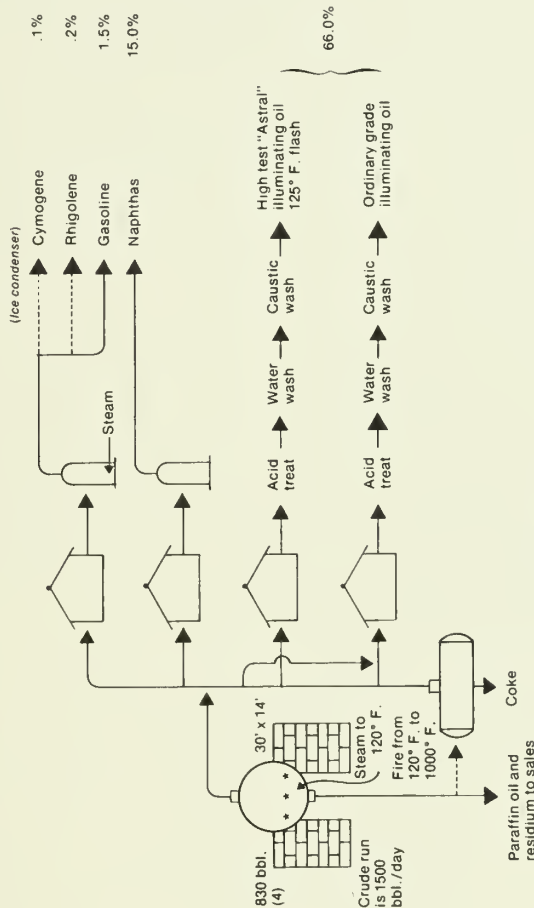 (Ice condenser)
Cymogene .1%
Rhigolene .2%
Gasoline 1.5%
Naphthas 15.0%
Steam
Acid
treat
Water
wash
Caustic
wash
High test "Astral"
illuminating oil
125° F. flash
66.0%
Acid
treat
Water
wash
Caustic
wash
Ordinary grade
illuminating oil
830 bbl.
(4)
30' x 14'
Steam to
120° F.
Fire from
120° F. to
1000° F.
Crude run
is 1500
bbl./day
Coke
Paraffin oil and
residium to sales